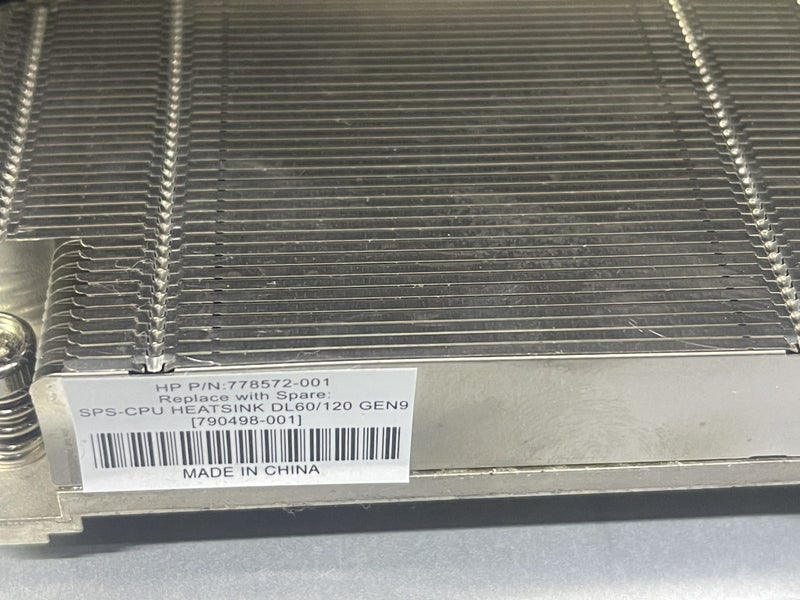 HP P/N:778572-001
Replace with Spare:
SPS-CPU HEATSINK DL60/120 GEN9
[790498-001]
MADE IN CHINA